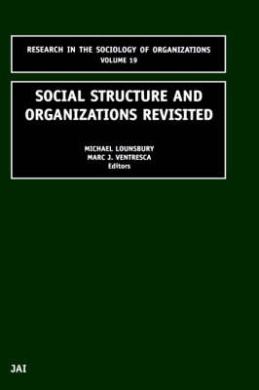 RESEARCH IN THE SOCIOLOGY OF ORGANIZATIONS
VOLUME 19
SOCIAL STRUCTURE AND
ORGANIZATIONS REVISITED
MICHAEL LOUNSBURY
MARC J. VENTRESCA
Editors
JAI